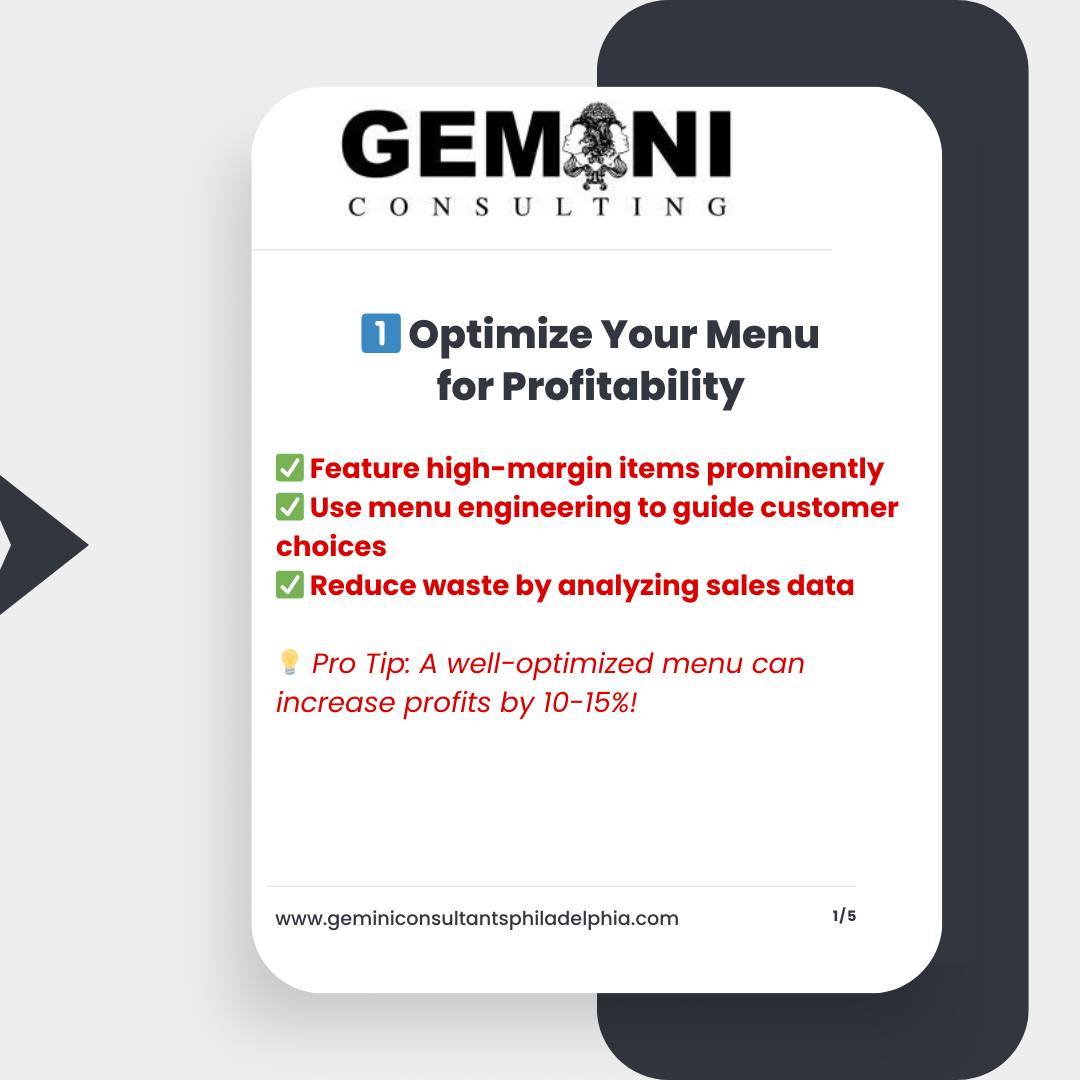 GEMINI
CONSULTING
1️⃣ Optimize Your Menu
for Profitability
✅ Feature high-margin items prominently
✅ Use menu engineering to guide customer
choices
✅ Reduce waste by analyzing sales data
💡 Pro Tip: A well-optimized menu can
increase profits by 10-15%!
www.geminiconsultantsphiladelphia.com
1/5